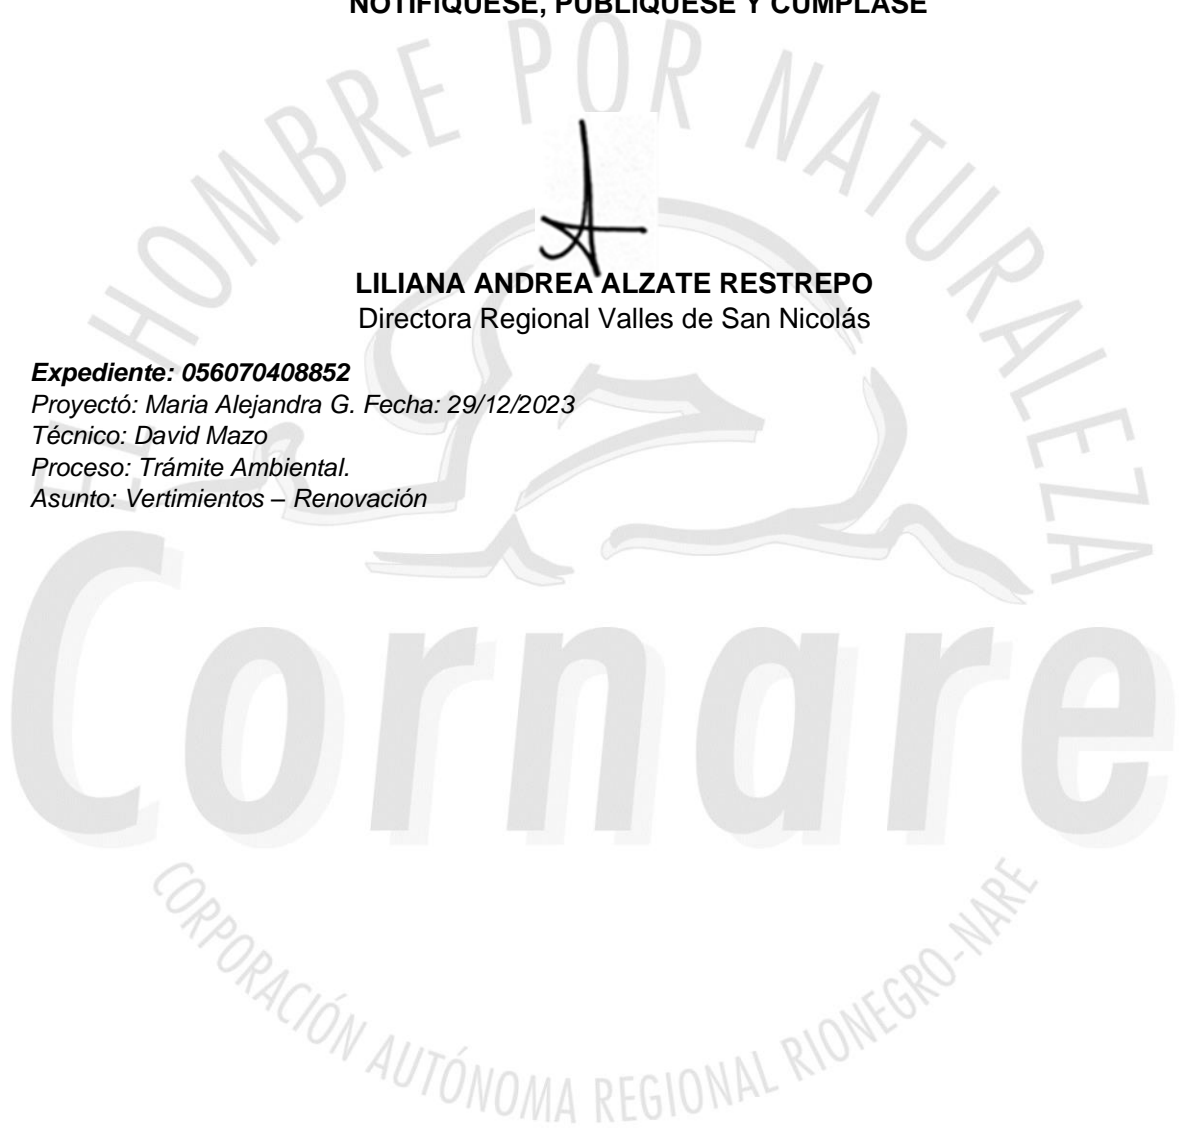 NOTIFÍQUESE, PUBLÍQUESE Y CÚMPLASE
EL HOMBRE POR NATURALEZA
LILIANA ANDREA ALZATE RESTREPO
Directora Regional Valles de San Nicolás
Expediente: 056070408852
Proyectó: Maria Alejandra G. Fecha: 29/12/2023
Técnico: David Mazo
Proceso: Trámite Ambiental.
Asunto: Vertimientos – Renovación
Cornare
CORPORACIÓN AUTÓNOMA REGIONAL RIONEGRO-NARE